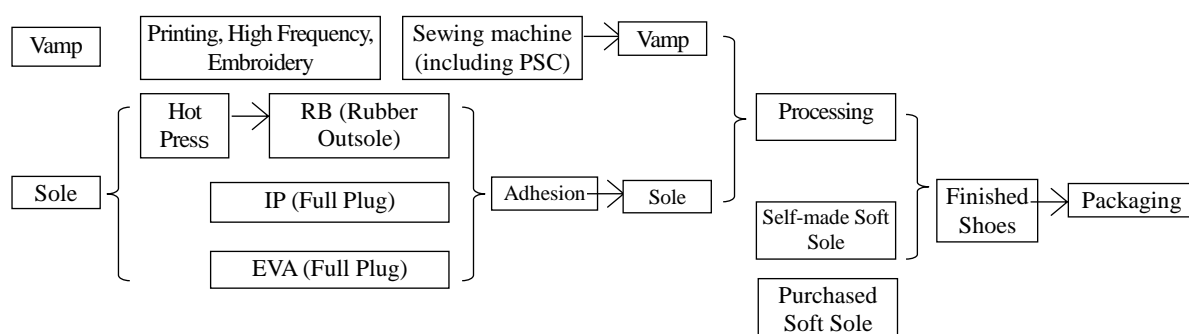 Vamp
Printing, High Frequency,
Embroidery
Sewing machine
(including PSC)
Vamp
Hot
Press
RB (Rubber
Outsole)
Processing
Sole
IP (Full Plug)
Adhesion
Sole
Finished
Shoes
Packaging
Self-made Soft
Sole
EVA (Full Plug)
Purchased
Soft Sole